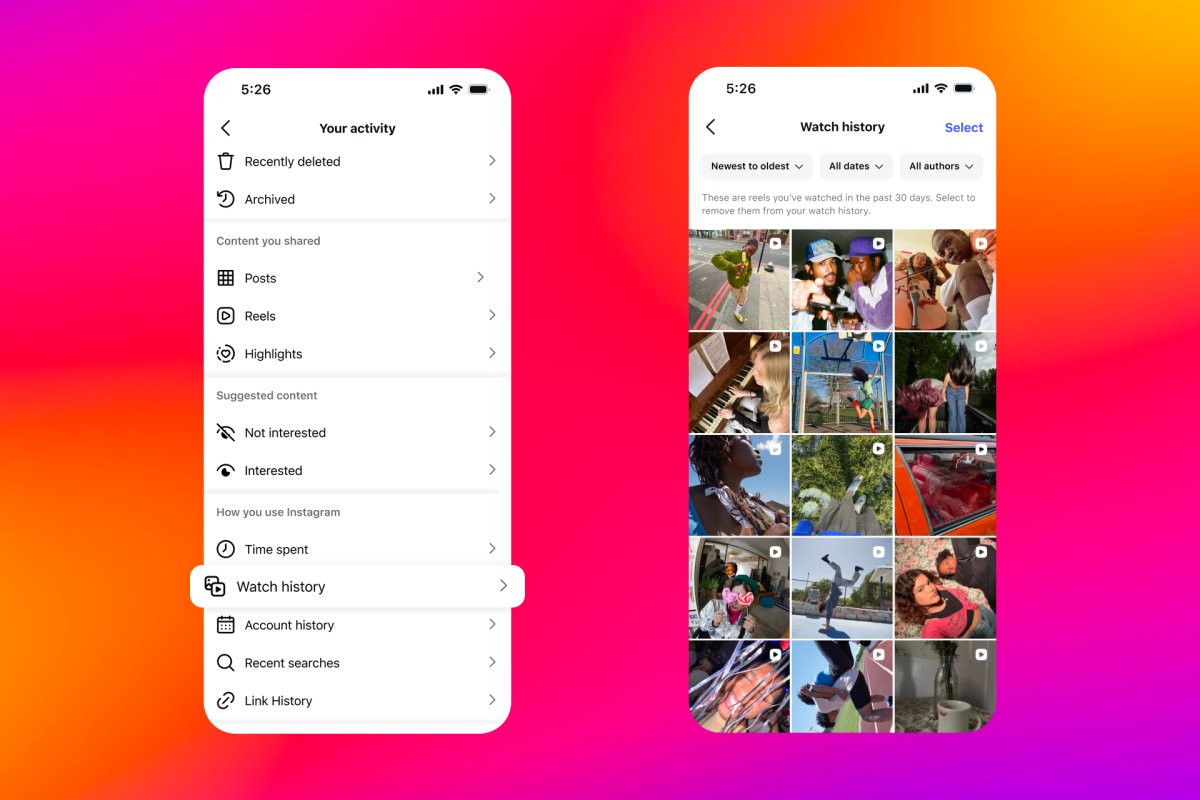 5:26
Your activity
Recently deleted
Archived
Content you shared
Posts
Reels
Highlights
Suggested content
Not interested
Interested
How you use Instagram
Time spent
Watch history
Account history
Recent searches
Link History
5:26
Watch history
Select
Newest to oldest
All dates
All authors
These are reels you've watched in the past 30 days. Select to
remove them from your watch history.